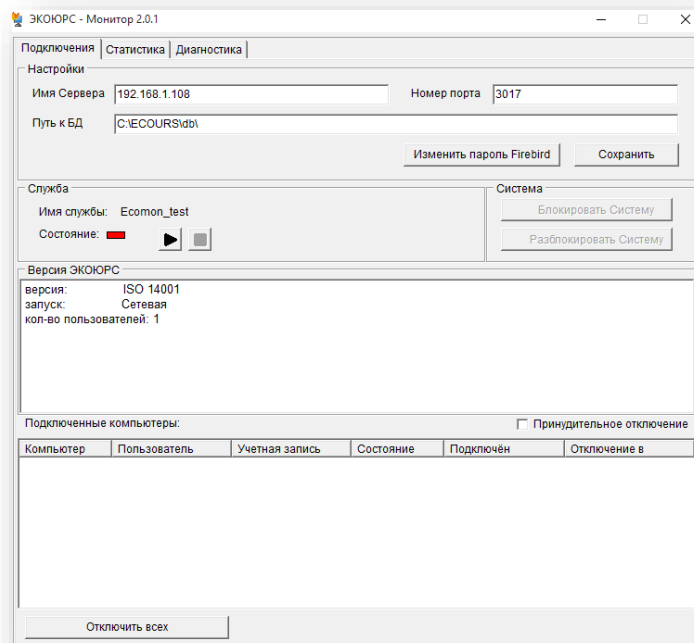 ЭКОЮРС - Монитор 2.0.1
Подключения Статистика Диагностика
Настройки
Имя Сервера 192.168.1.108 Номер порта 3017
Путь к БД C:\ECOURS\db\
Изменить пароль Firebird Сохранить
Служба Система
Имя службы: Ecomon_test Блокировать Систему
Состояние: Разблокировать Систему
Версия ЭКОЮРС
версия: ISO 14001
запуск: Сетевая
кол-во пользователей: 1
Подключенные компьютеры: Принудительное отключение
Компьютер Пользователь Учетная запись Состояние Подключён Отключение в
Отключить всех